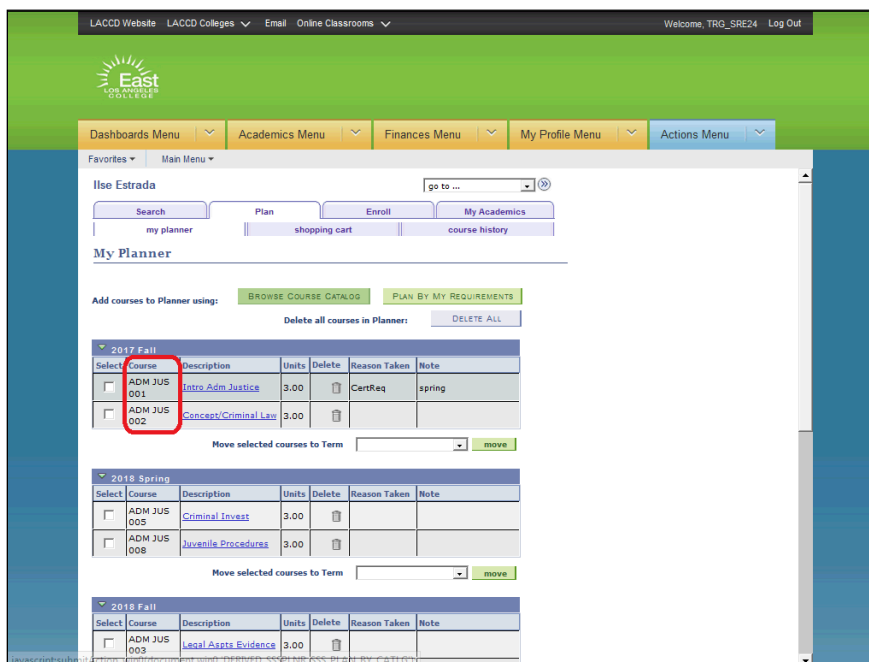 LACCD Website LACCD Colleges Email Online Classrooms Welcome, TRG_SRE24 Log Out
East
LOS ANGELES
COLLEGE
Dashboards Menu Academics Menu Finances Menu My Profile Menu Actions Menu
Favorites Main Menu
Ilse Estrada go to ...
Search Plan Enroll My Academics
my planner shopping cart course history
My Planner
Add courses to Planner using: BROWSE COURSE CATALOG PLAN BY MY REQUIREMENTS
Delete all courses in Planner: DELETE ALL
2017 Fall
Select Course Description Units Delete Reason Taken Note
ADM JUS 001 Intro Adm Justice 3.00 CertReq spring
ADM JUS 002 Concept/Criminal Law 3.00
Move selected courses to Term move
2018 Spring
Select Course Description Units Delete Reason Taken Note
ADM JUS 005 Criminal Invest 3.00
ADM JUS 008 Juvenile Procedures 3.00
Move selected courses to Term move
2018 Fall
Select Course Description Units Delete Reason Taken Note
ADM JUS 003 Legal Aspts Evidence 3.00